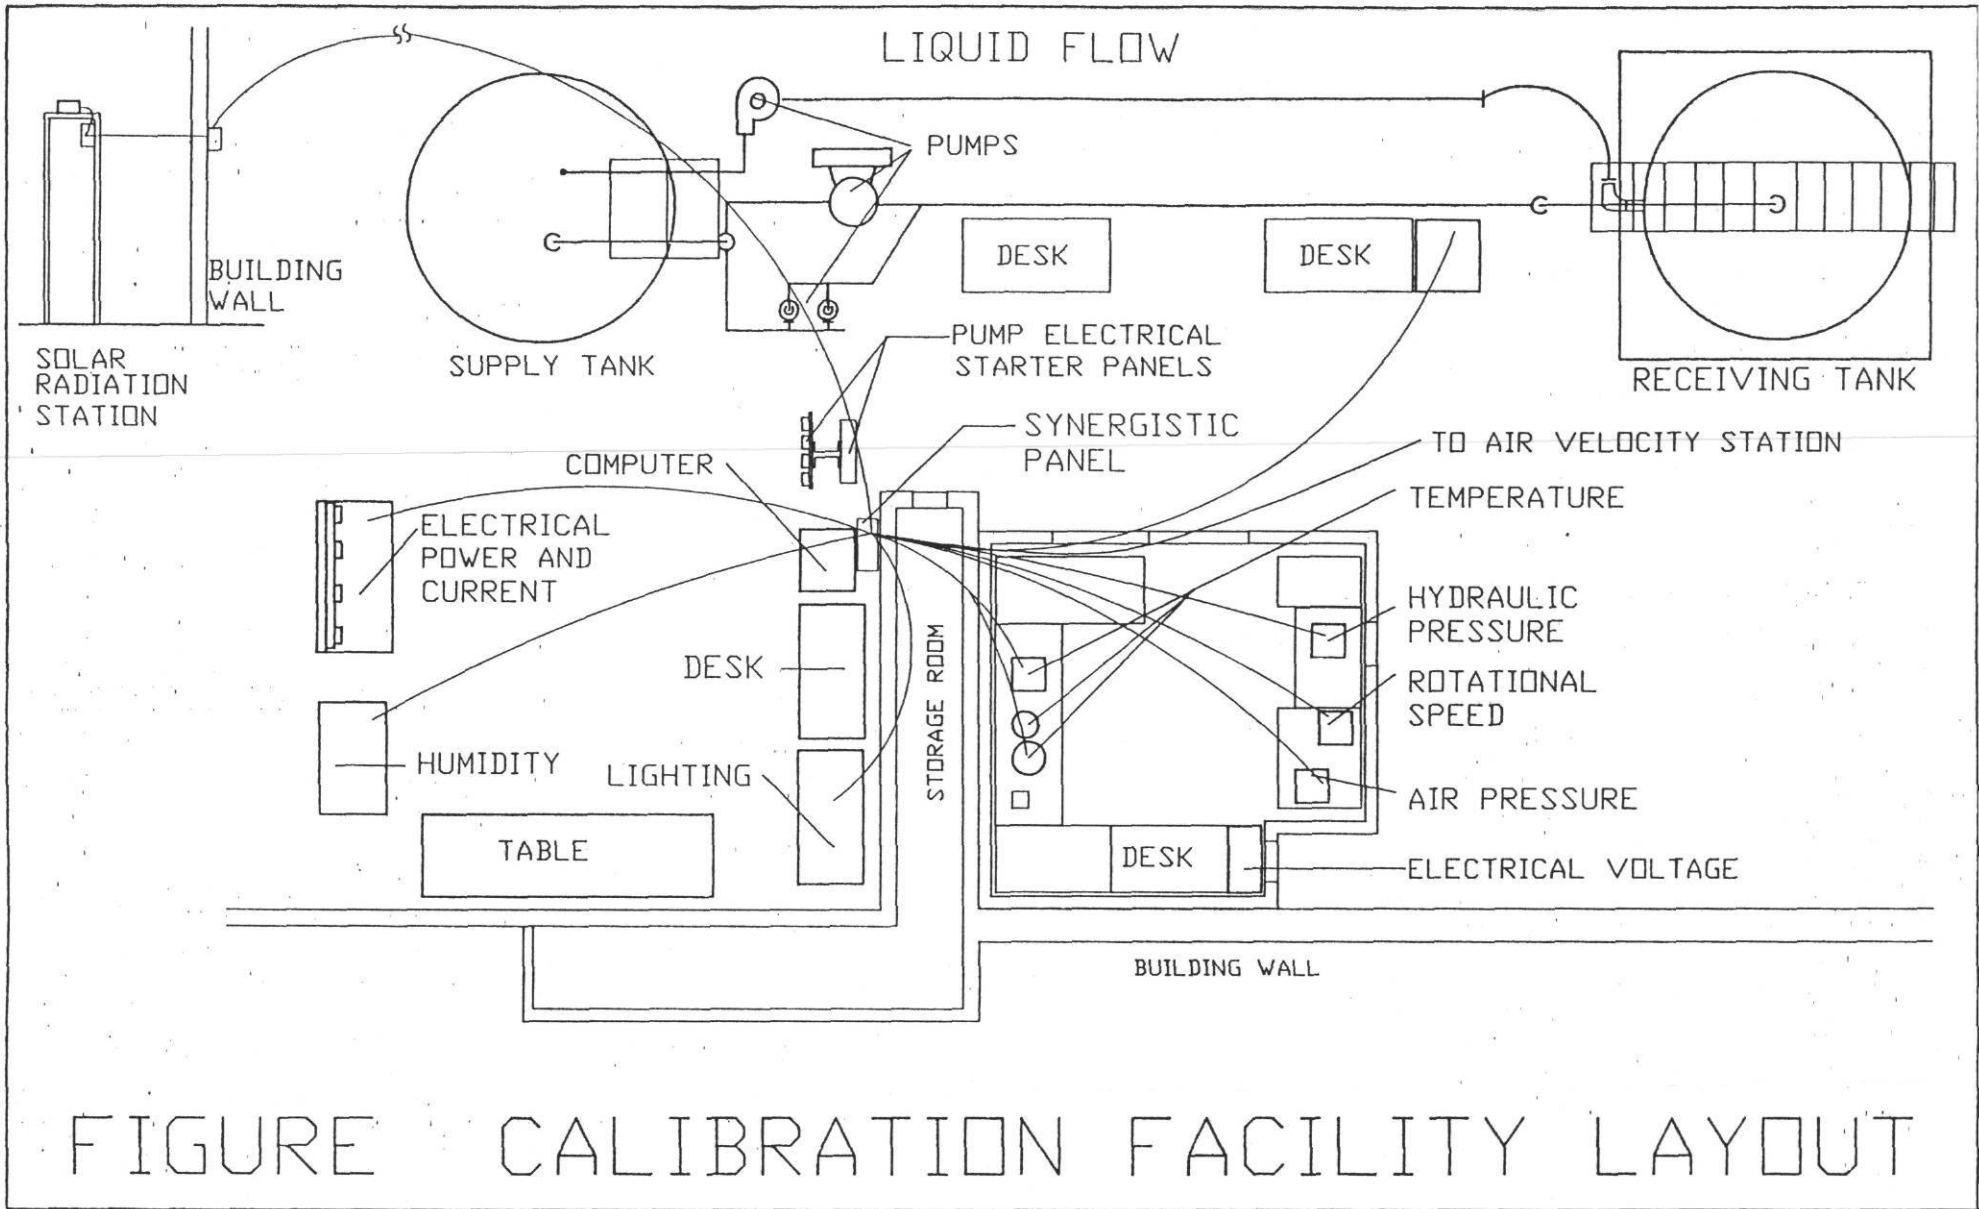 LIQUID FLOW
PUMPS
BUILDING
WALL
DESK
DESK
SOLAR
RADIATION
STATION
SUPPLY TANK
PUMP ELECTRICAL
STARTER PANELS
RECEIVING TANK
SYNERGISTIC
PANEL
TO AIR VELOCITY STATION
COMPUTER
TEMPERATURE
ELECTRICAL
POWER AND
CURRENT
HYDRAULIC
PRESSURE
DESK
STORAGE ROOM
ROTATIONAL
SPEED
HUMIDITY
LIGHTING
AIR PRESSURE
TABLE
DESK
ELECTRICAL VOLTAGE
BUILDING WALL
FIGURE CALIBRATION FACILITY LAYOUT